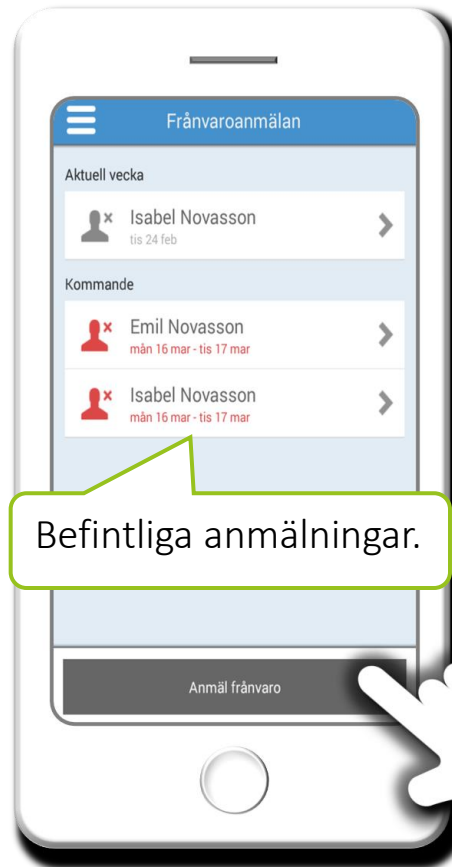 Frånvaroanmälan
Aktuell vecka
Isabel Novasson
tis 24 feb
Kommande
Emil Novasson
mån 16 mar - tis 17 mar
Isabel Novasson
mån 16 mar - tis 17 mar
Befintliga anmälningar.
Anmäl frånvaro